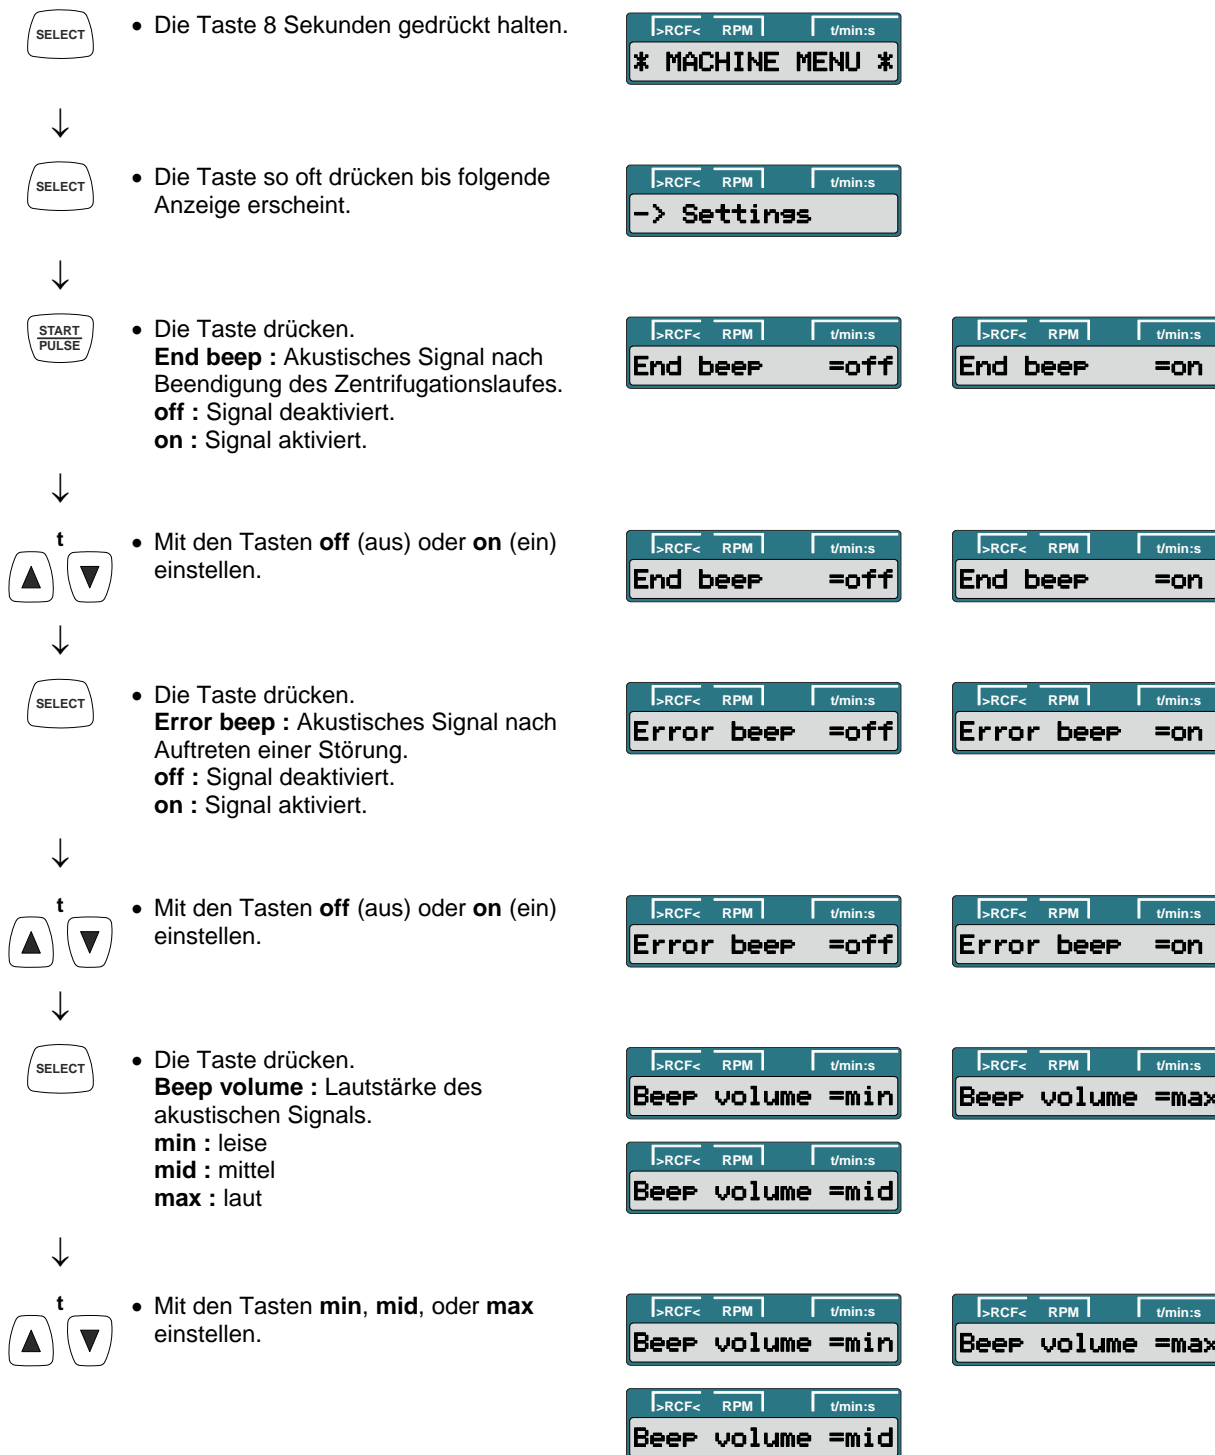 SELECT
• Die Taste 8 Sekunden gedrückt halten.
>RCF< RPM t/min:s
* MACHINE MENU *
↓
SELECT
• Die Taste so oft drücken bis folgende
Anzeige erscheint.
>RCF< RPM t/min:s
-> Settings
↓
START
PULSE
• Die Taste drücken.
End beep : Akustisches Signal nach
Beendigung des Zentrifugationslaufes.
off : Signal deaktiviert.
on : Signal aktiviert.
>RCF< RPM t/min:s
End beep =off
>RCF< RPM t/min:s
End beep =on
↓
t
▲ ▼
• Mit den Tasten off (aus) oder on (ein)
einstellen.
>RCF< RPM t/min:s
End beep =off
>RCF< RPM t/min:s
End beep =on
↓
SELECT
• Die Taste drücken.
Error beep : Akustisches Signal nach
Auftreten einer Störung.
off : Signal deaktiviert.
on : Signal aktiviert.
>RCF< RPM t/min:s
Error beep =off
>RCF< RPM t/min:s
Error beep =on
↓
t
▲ ▼
• Mit den Tasten off (aus) oder on (ein)
einstellen.
>RCF< RPM t/min:s
Error beep =off
>RCF< RPM t/min:s
Error beep =on
↓
SELECT
• Die Taste drücken.
Beep volume : Lautstärke des
akustischen Signals.
min : leise
mid : mittel
max : laut
>RCF< RPM t/min:s
Beep volume =min
>RCF< RPM t/min:s
Beep volume =max
>RCF< RPM t/min:s
Beep volume =mid
↓
t
▲ ▼
• Mit den Tasten min, mid, oder max
einstellen.
>RCF< RPM t/min:s
Beep volume =min
>RCF< RPM t/min:s
Beep volume =max
>RCF< RPM t/min:s
Beep volume =mid